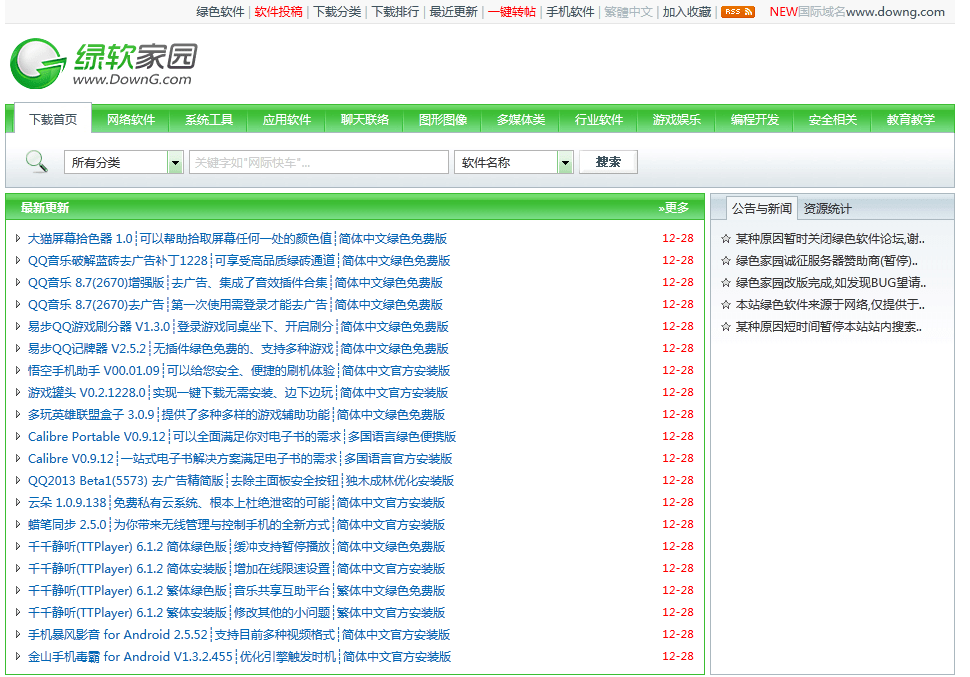 绿色软件 | 软件投稿 | 下载分类 | 下载排行 | 最近更新 | 一键转帖 | 手机软件 | 繁體中文 | 加入收藏 | RSS NEW国际域名www.downg.com
绿软家园
www.DownG.com
下载首页 网络软件 系统工具 应用软件 聊天联络 图形图像 多媒体类 行业软件 游戏娱乐 编程开发 安全相关 教育教学
所有分类 关键字如"网际快车"... 软件名称 搜索
最新更新 »更多
大猫屏幕拾色器 1.0┆可以帮助拾取屏幕任何一处的颜色值┆简体中文绿色免费版 12-28
QQ音乐破解蓝砖去广告补丁1228┆可享受高品质绿砖通道┆简体中文绿色免费版 12-28
QQ音乐 8.7(2670)增强版┆去广告、集成了音效插件合集┆简体中文绿色免费版 12-28
QQ音乐 8.7(2670)去广告┆第一次使用需登录才能去广告┆简体中文绿色免费版 12-28
易步QQ游戏刷分器 V1.3.0┆登录游戏同桌坐下、开启刷分┆简体中文绿色免费版 12-28
易步QQ记牌器 V2.5.2┆无插件绿色免费的、支持多种游戏┆简体中文绿色免费版 12-28
悟空手机助手 V00.01.09┆可以给您安全、便捷的刷机体验┆简体中文官方安装版 12-28
游戏罐头 V0.2.1228.0┆实现一键下载无需安装、边下边玩┆简体中文官方安装版 12-28
多玩英雄联盟盒子 3.0.9┆提供了多种多样的游戏辅助功能┆简体中文绿色免费版 12-28
Calibre Portable V0.9.12┆可以全面满足你对电子书的需求┆多国语言绿色便携版 12-28
Calibre V0.9.12┆一站式电子书解决方案满足电子书的需求┆多国语言官方安装版 12-28
QQ2013 Beta1(5573) 去广告精简版┆去除主面板安全按钮┆独木成林优化安装版 12-28
云朵 1.0.9.138┆免费私有云系统、根本上杜绝泄密的可能┆简体中文官方安装版 12-28
蜡笔同步 2.5.0┆为你带来无线管理与控制手机的全新方式┆简体中文官方安装版 12-28
千千静听(TTPlayer) 6.1.2 简体绿色版┆缓冲支持暂停播放┆简体中文绿色免费版 12-28
千千静听(TTPlayer) 6.1.2 简体安装版┆增加在线限速设置┆简体中文官方安装版 12-28
千千静听(TTPlayer) 6.1.2 繁体绿色版┆音乐共享互助平台┆繁体中文绿色免费版 12-28
千千静听(TTPlayer) 6.1.2 繁体安装版┆修改其他的小问题┆繁体中文官方安装版 12-28
手机暴风影音 for Android 2.5.52┆支持目前多种视频格式┆简体中文官方安装版 12-28
金山手机毒霸 for Android V1.3.2.455┆优化引擎触发时机┆简体中文官方安装版 12-28
公告与新闻 资源统计
☆ 某种原因暂时关闭绿色软件论坛,谢..
☆ 绿色家园诚征服务器赞助商(暂停)..
☆ 绿色家园改版完成,如发现BUG望请..
☆ 本站绿色软件来源于网络,仅提供于..
☆ 某种原因短时间暂停本站站内搜索..